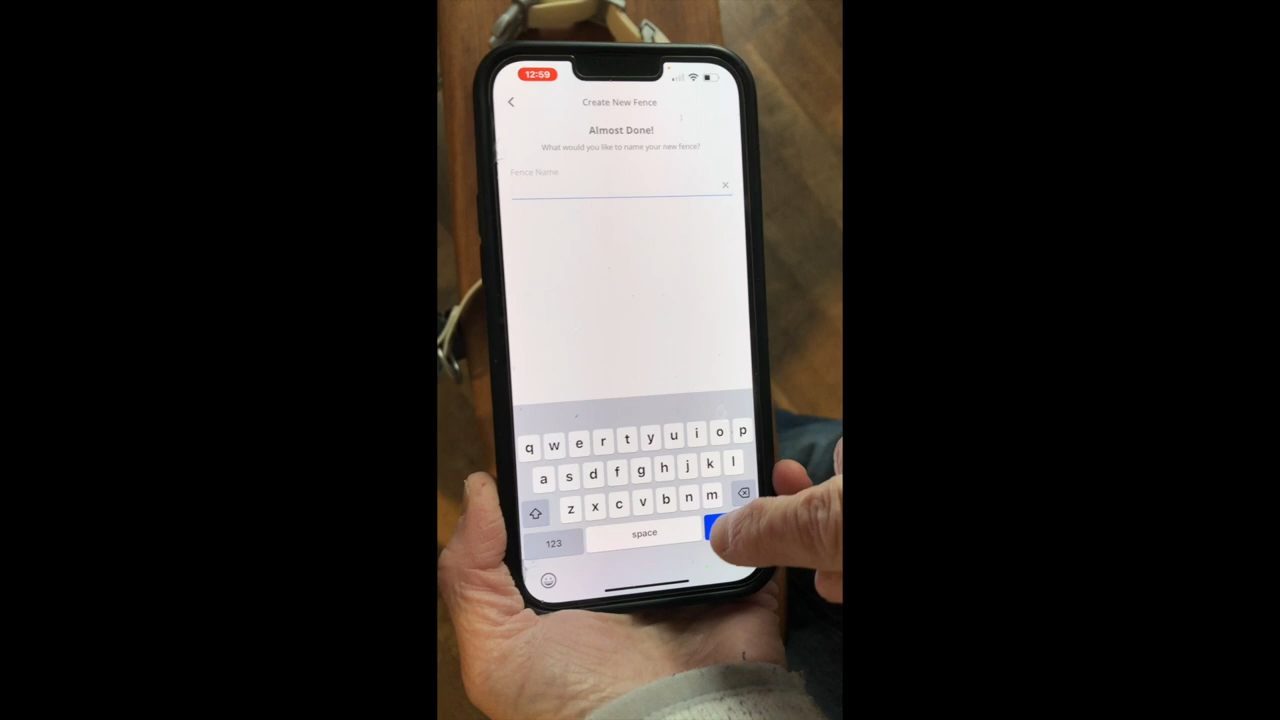 12:59
Create New Fence
Almost Done!
What would you like to name your new fence?
Fence Name
q w e r t y u i o p
a s d f g h j k l
z x c v b n m
123 space